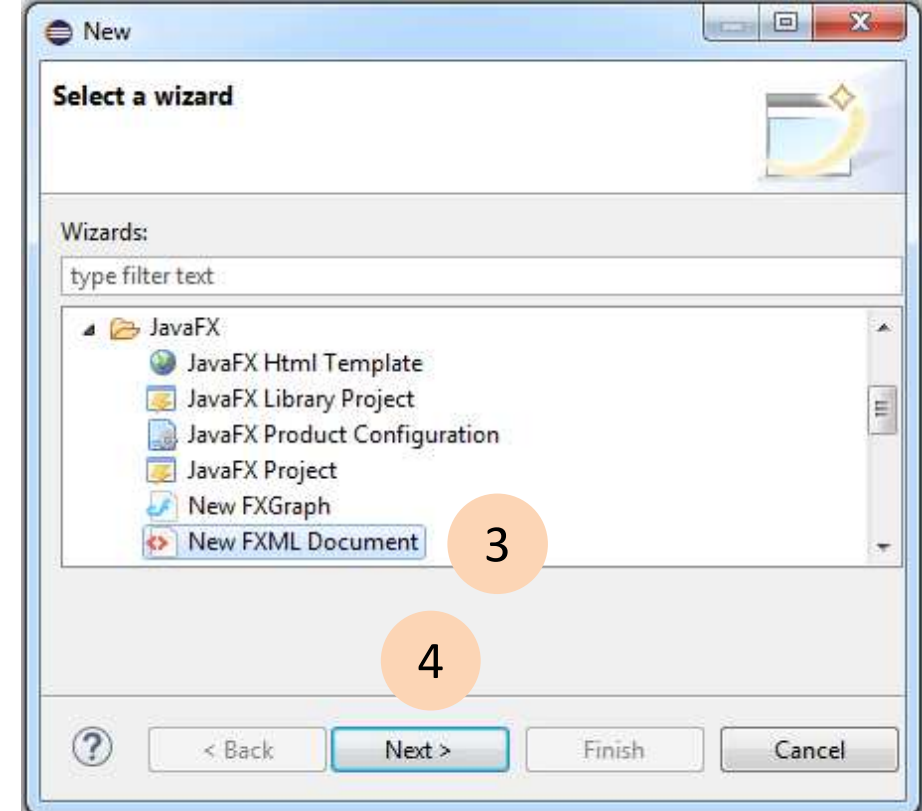 New
Select a wizard
Wizards:
type filter text
JavaFX
JavaFX Html Template
JavaFX Library Project
JavaFX Product Configuration
JavaFX Project
New FXGraph
New FXML Document
3
4
? < Back Next > Finish Cancel